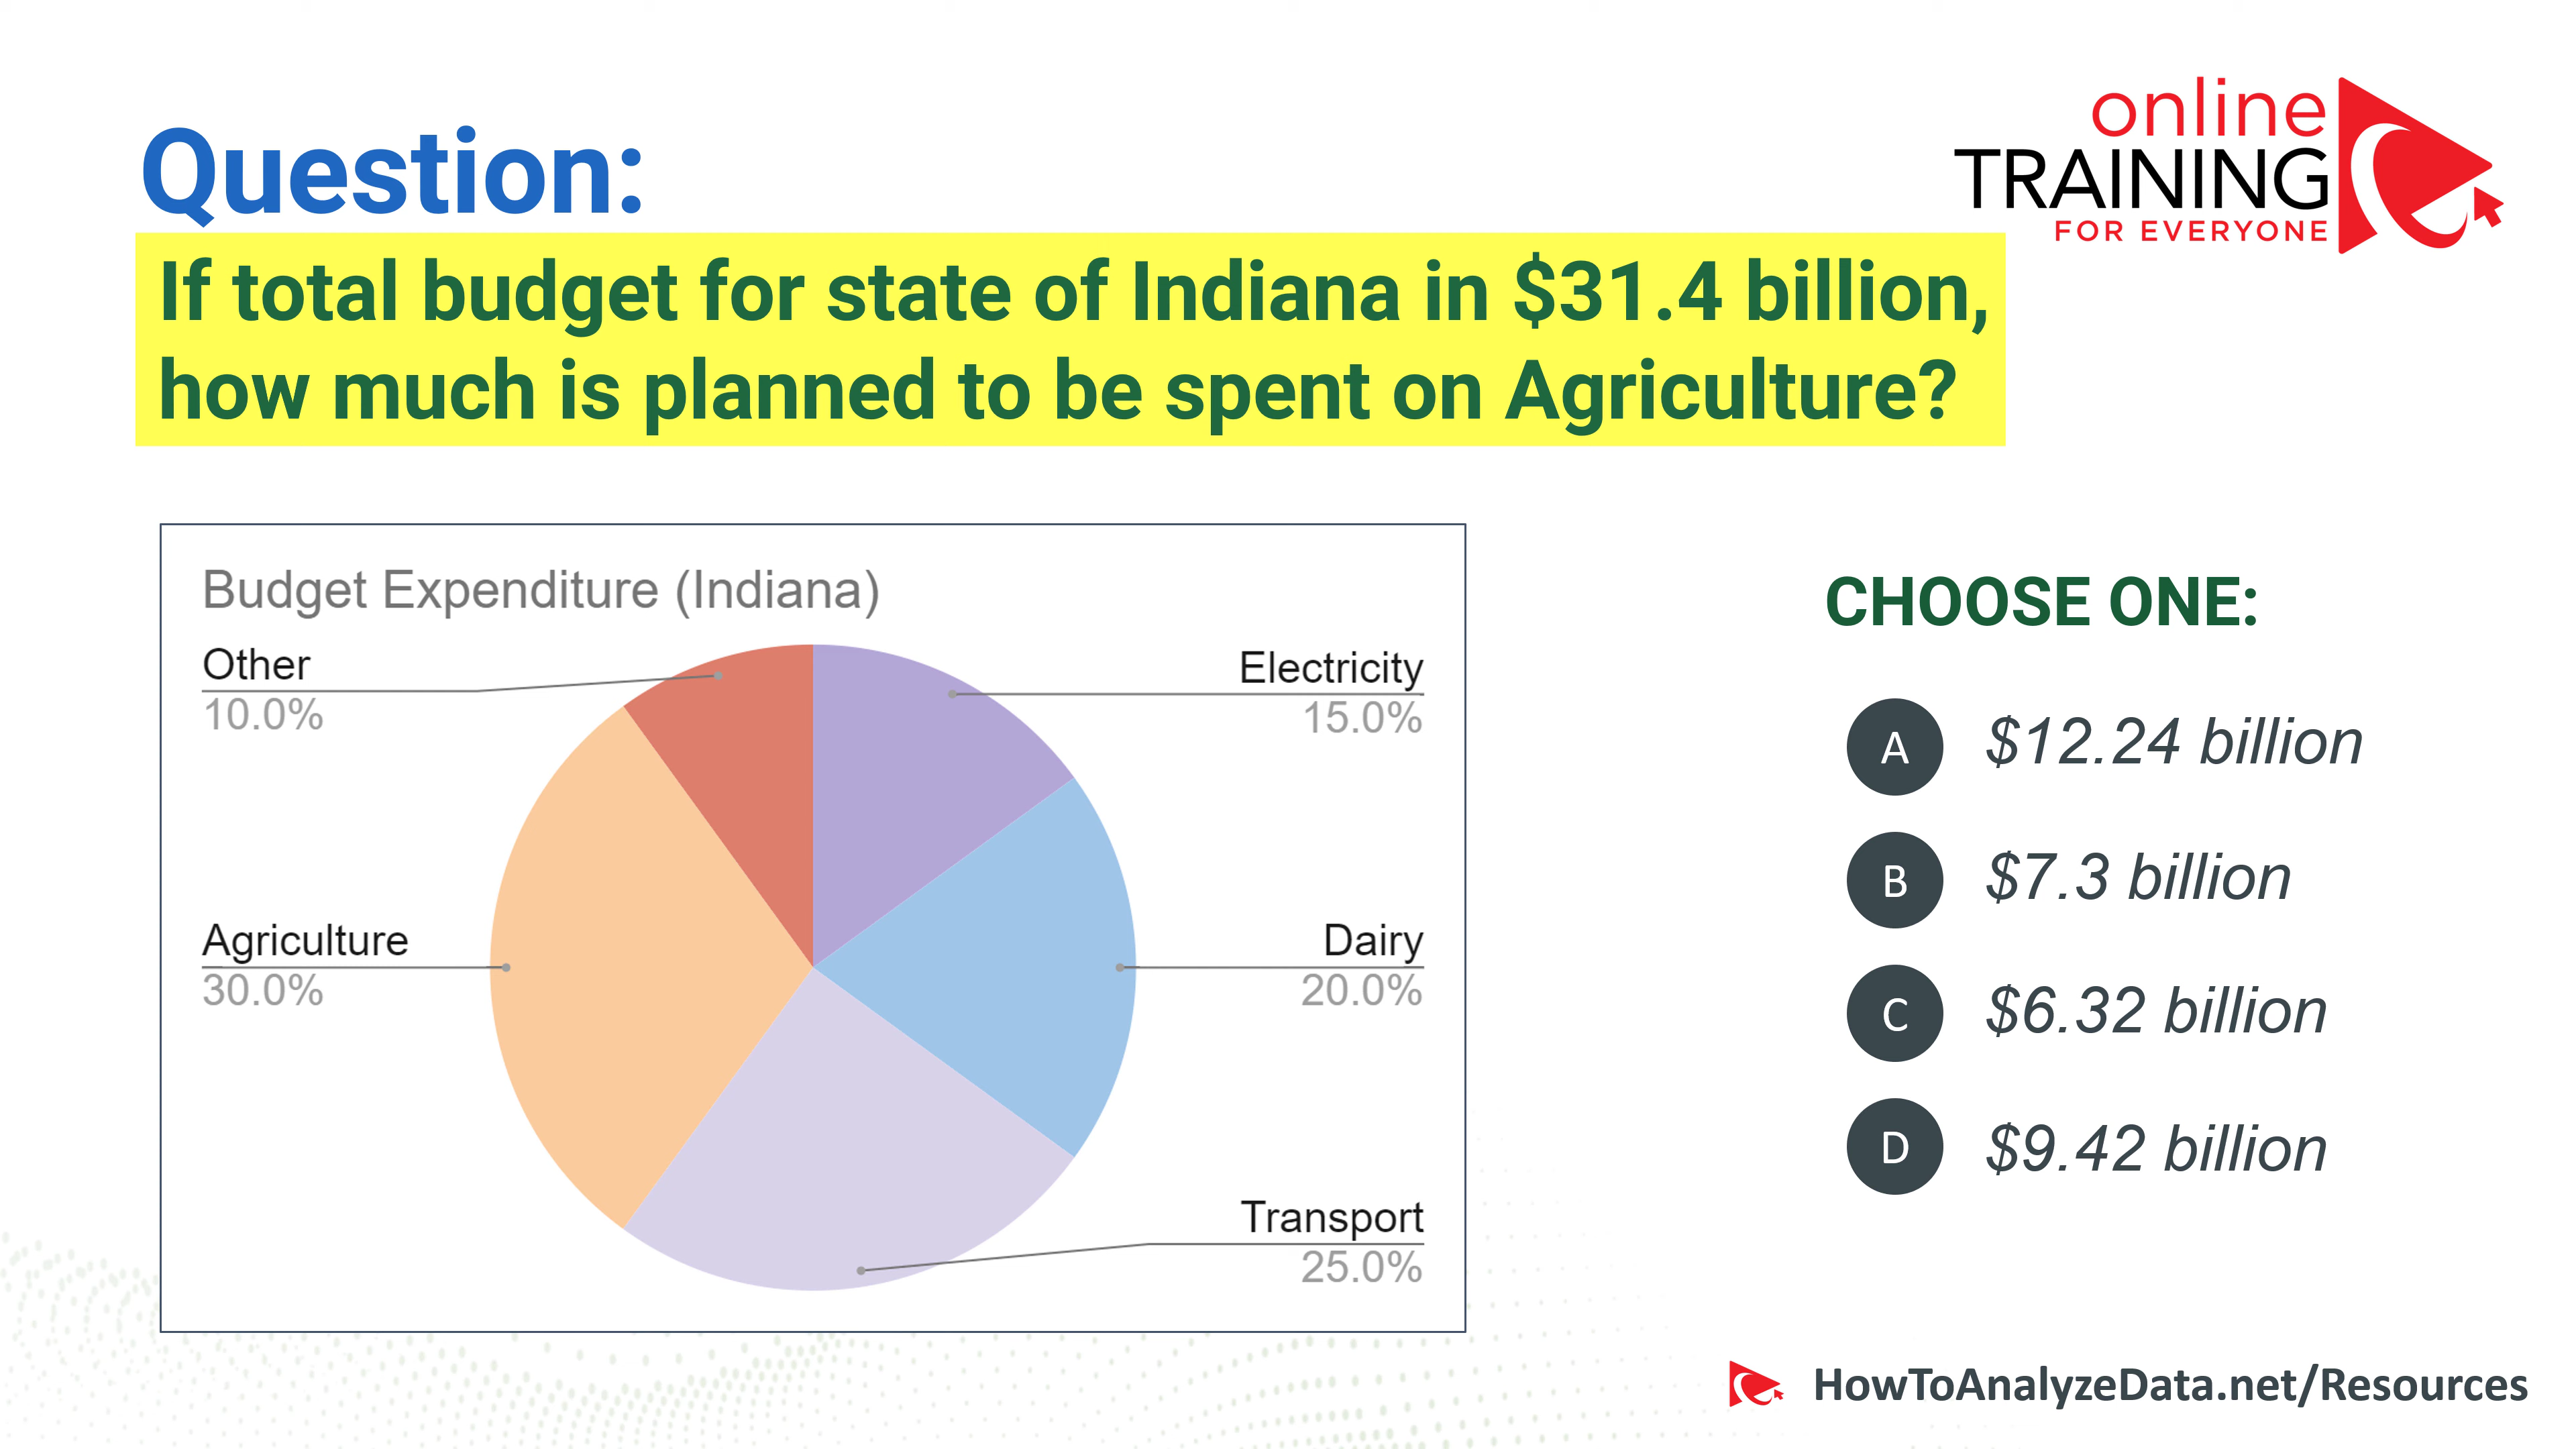 online
TRAINING
FOR EVERYONE
Question:
If total budget for state of Indiana in $31.4 billion,
how much is planned to be spent on Agriculture?
Budget Expenditure (Indiana)
Other
10.0%
Electricity
15.0%
Agriculture
30.0%
Dairy
20.0%
Transport
25.0%
CHOOSE ONE:
A $12.24 billion
B $7.3 billion
C $6.32 billion
D $9.42 billion
HowToAnalyzeData.net/Resources